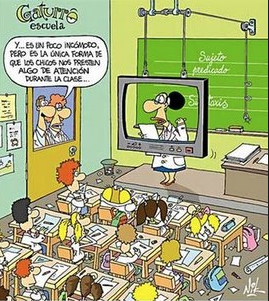 Gaturro
escuela
Y... ES UN POCO INCÓMODO,
PERO ES LA ÚNICA FORMA DE
QUE LOS CHICOS NOS PRESTEN
ALGO DE ATENCIÓN
DURANTE LA CLASE...
Sujeto
predicado
Sintaxis
Nik